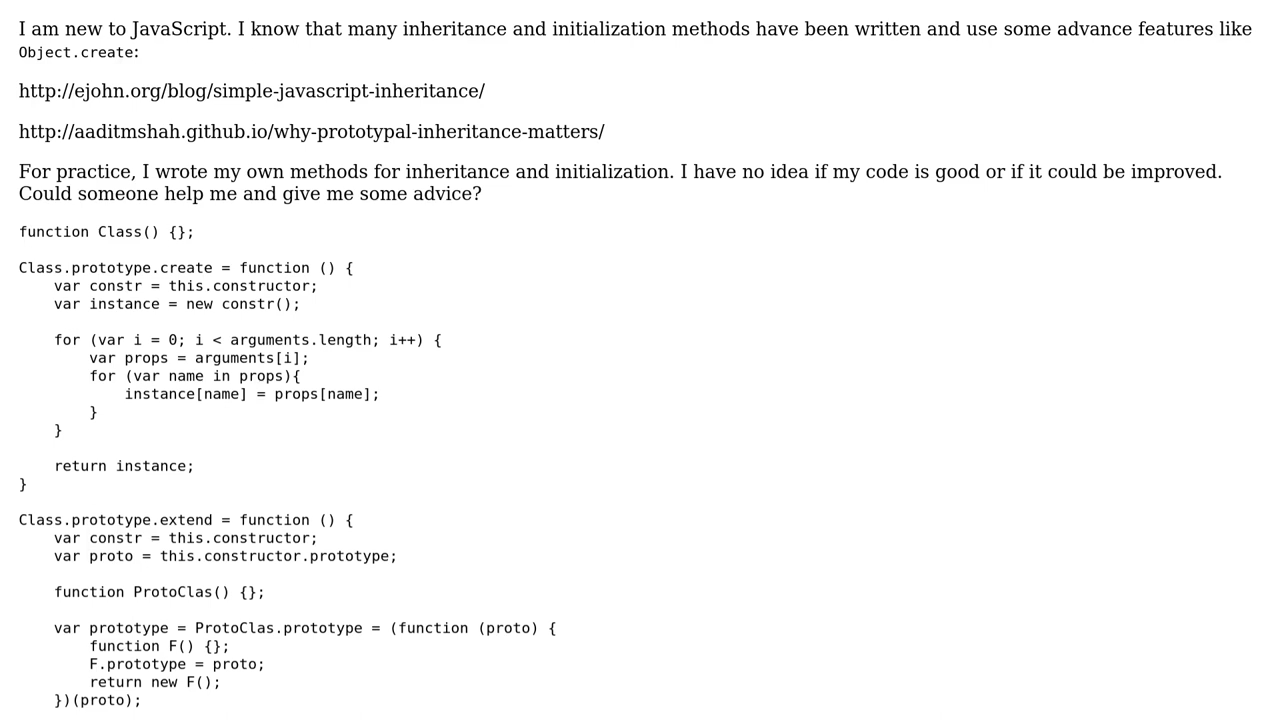 I am new to JavaScript. I know that many inheritance and initialization methods have been written and use some advance features like
Object.create:
http://ejohn.org/blog/simple-javascript-inheritance/
http://aaditmshah.github.io/why-prototypal-inheritance-matters/
For practice, I wrote my own methods for inheritance and initialization. I have no idea if my code is good or if it could be improved.
Could someone help me and give me some advice?
function Class() {};
Class.prototype.create = function () {
    var constr = this.constructor;
    var instance = new constr();
    for (var i = 0; i < arguments.length; i++) {
        var props = arguments[i];
        for (var name in props){
            instance[name] = props[name];
        }
    }
    return instance;
}
Class.prototype.extend = function () {
    var constr = this.constructor;
    var proto = this.constructor.prototype;
    function ProtoClas() {};
    var prototype = ProtoClas.prototype = (function (proto) {
        function F() {};
        F.prototype = proto;
        return new F();
    })(proto);